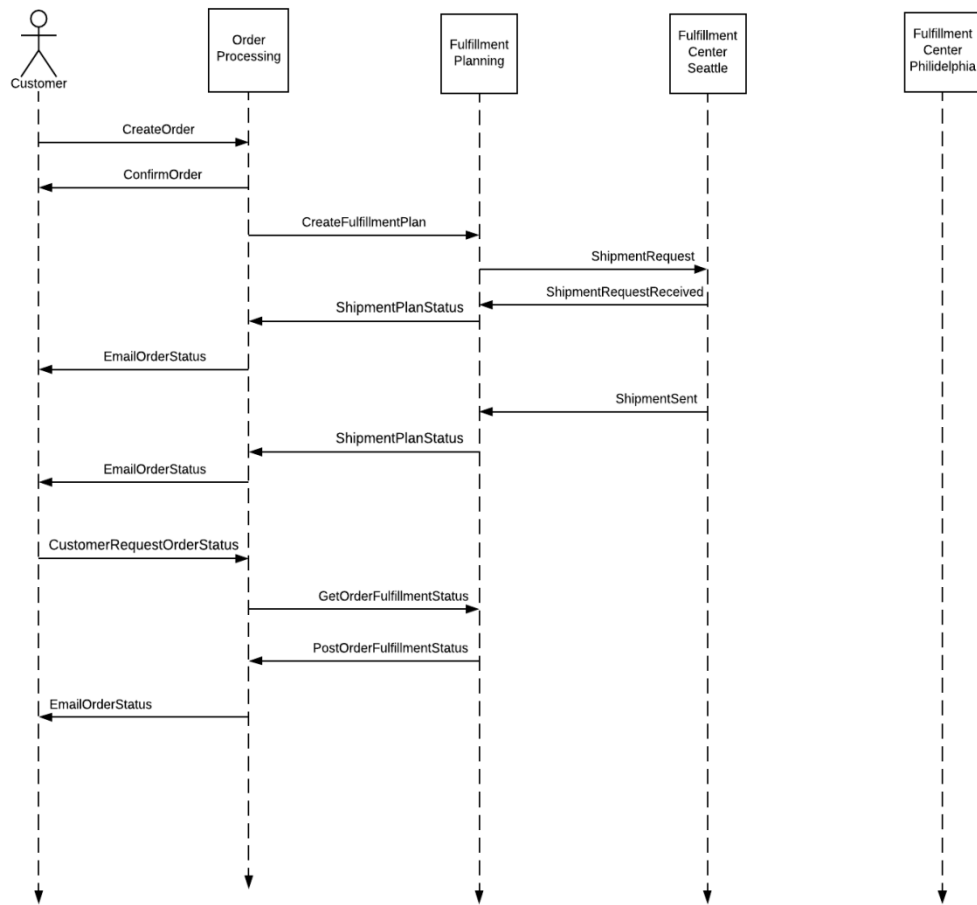 Customer
Order
Processing
Fulfillment
Planning
Fulfillment
Center
Seattle
Fulfillment
Center
Philidelphia
CreateOrder
ConfirmOrder
CreateFulfillmentPlan
ShipmentRequest
ShipmentRequestReceived
ShipmentPlanStatus
EmailOrderStatus
ShipmentSent
ShipmentPlanStatus
EmailOrderStatus
CustomerRequestOrderStatus
GetOrderFulfillmentStatus
PostOrderFulfillmentStatus
EmailOrderStatus